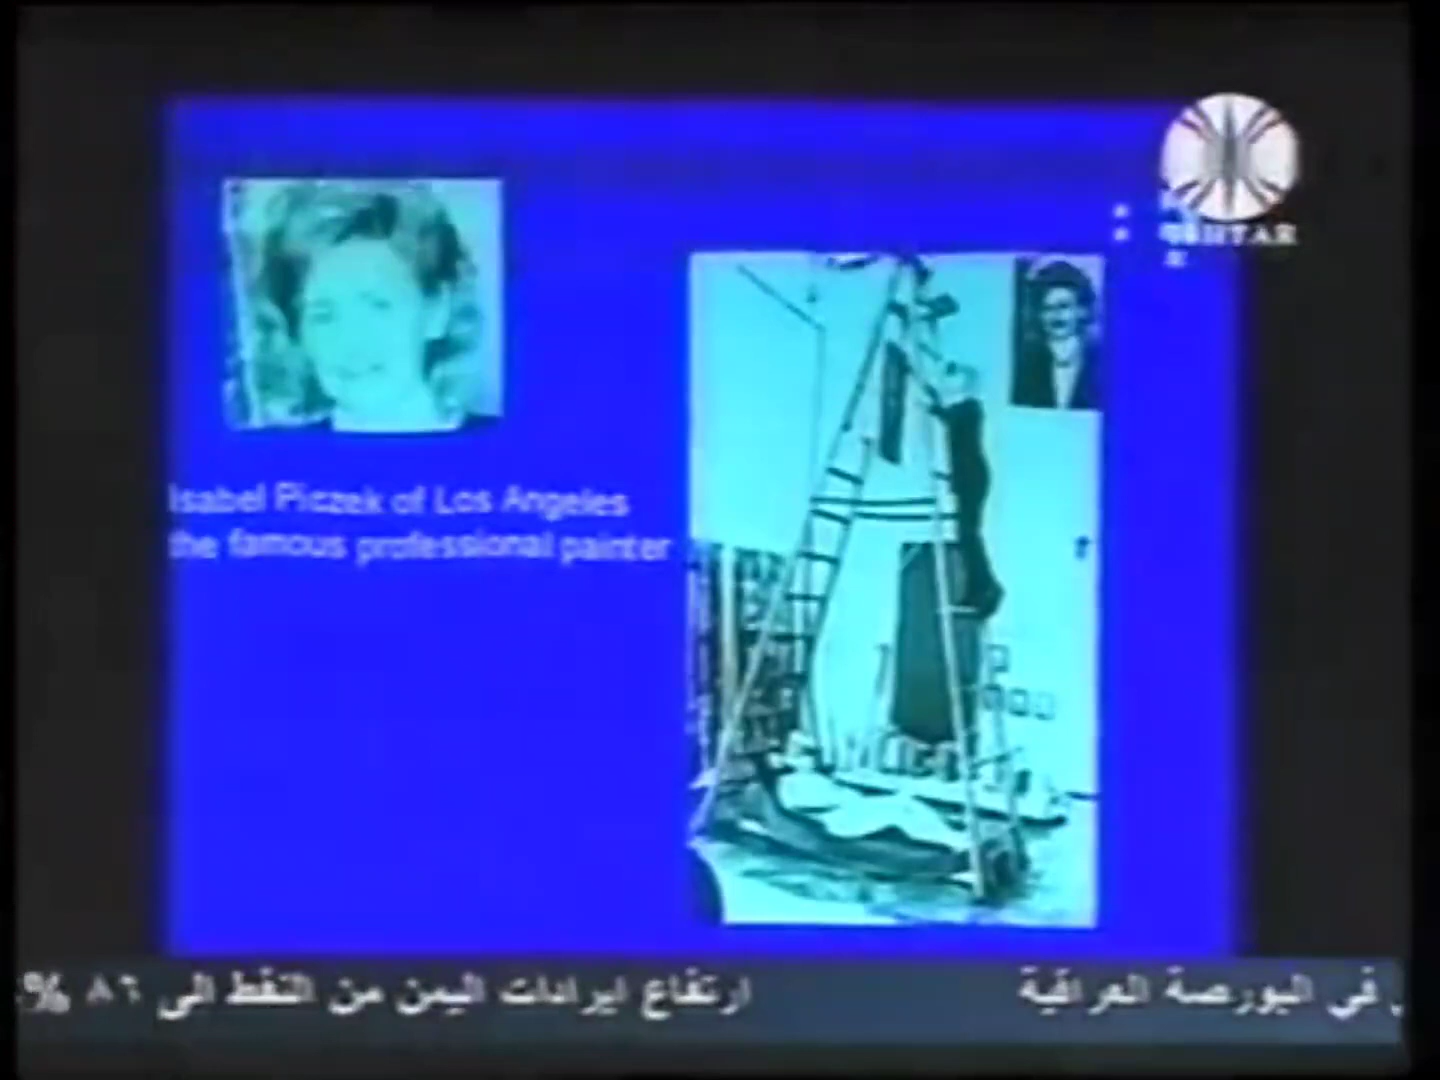 ISHTAR
Isabel Piczek of Los Angeles
the famous professional painter
في البورصة العراقية
ارتفاع ايرادات اليمن من النفط الى ٨٦ %